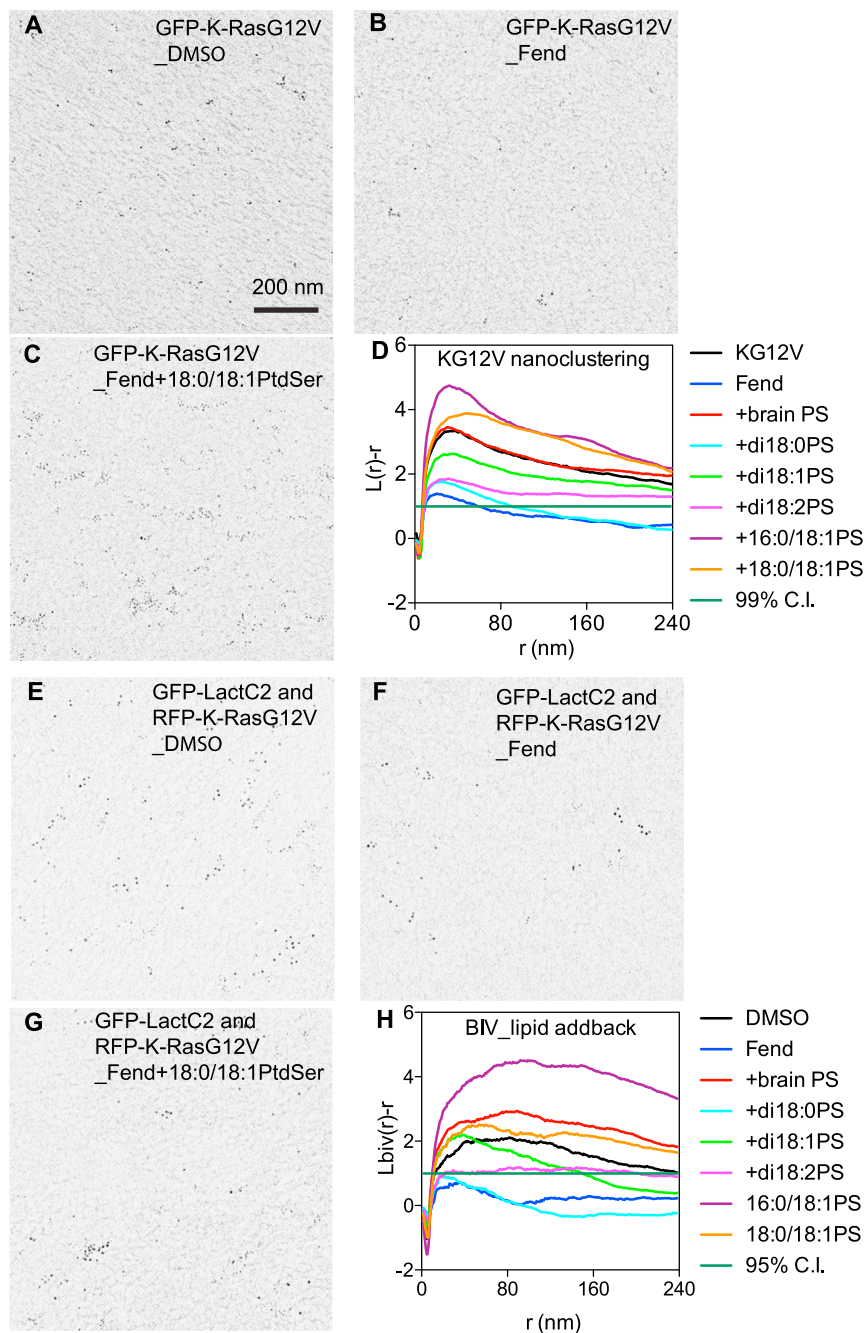 A
GFP-K-RasG12V
_DMSO
200 nm
B
GFP-K-RasG12V
_Fend
C
GFP-K-RasG12V
_Fend+18:0/18:1PtdSer
D
KG12V nanoclustering
L(r)-r
6
4
2
0
-2
0 80 160 240
r (nm)
KG12V
Fend
+brain PS
+di18:0PS
+di18:1PS
+di18:2PS
+16:0/18:1PS
+18:0/18:1PS
99% C.I.
E
GFP-LactC2 and
RFP-K-RasG12V
_DMSO
F
GFP-LactC2 and
RFP-K-RasG12V
_Fend
G
GFP-LactC2 and
RFP-K-RasG12V
_Fend+18:0/18:1PtdSer
H
BIV_lipid addback
Lbiv(r)-r
6
4
2
0
-2
0 80 160 240
r (nm)
DMSO
Fend
+brain PS
+di18:0PS
+di18:1PS
+di18:2PS
16:0/18:1PS
18:0/18:1PS
95% C.I.